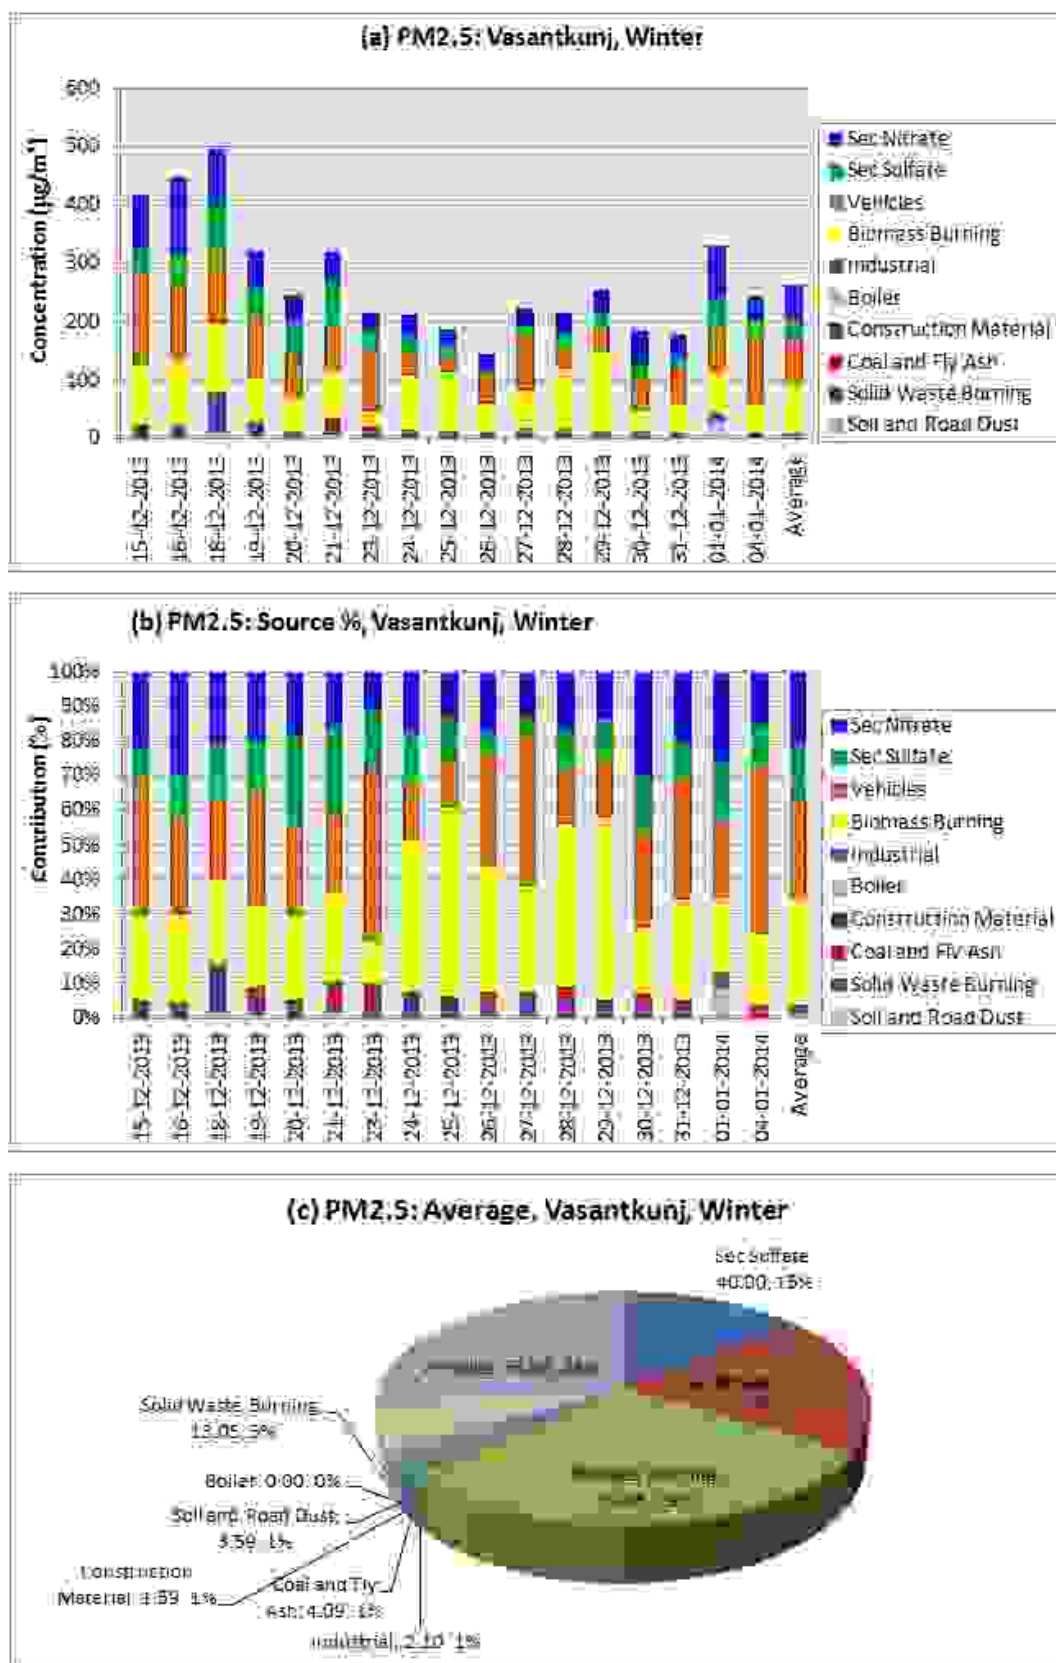 (a) PM2.5: Vasantkunj, Winter
Concentration (µg/m³)
600
500
400
300
200
100
0
15-12-2013
16-12-2013
18-12-2013
19-12-2013
20-12-2013
21-12-2013
23-12-2013
24-12-2013
25-12-2013
26-12-2013
27-12-2013
28-12-2013
29-12-2013
30-12-2013
31-12-2013
01-01-2014
04-01-2014
Average
Sec Nitrate
Sec Sulfate
Vehicles
Biomass Burning
Industrial
Boiler
Construction Material
Coal and Fly Ash
Solid Waste Burning
Soil and Road Dust
(b) PM2.5: Source %, Vasantkunj, Winter
Contribution (%)
100%
90%
80%
70%
60%
50%
40%
30%
20%
10%
0%
15-12-2013
16-12-2013
18-12-2013
19-12-2013
20-12-2013
21-12-2013
23-12-2013
24-12-2013
25-12-2013
26-12-2013
27-12-2013
28-12-2013
29-12-2013
30-12-2013
31-12-2013
01-01-2014
04-01-2014
Average
Sec Nitrate
Sec Sulfate
Vehicles
Biomass Burning
Industrial
Boiler
Construction Material
Coal and Fly Ash
Solid Waste Burning
Soil and Road Dust
(c) PM2.5: Average, Vasantkunj, Winter
Sec Sulfate
40.00, 15%
Solid Waste Burning
13.05, 5%
Boiler 0.00, 0%
Soil and Road Dust
3.59, 1%
Construction
Material 1%
Coal and Fly
Ash, 4.09, 1%
Industrial, 2.10, 1%